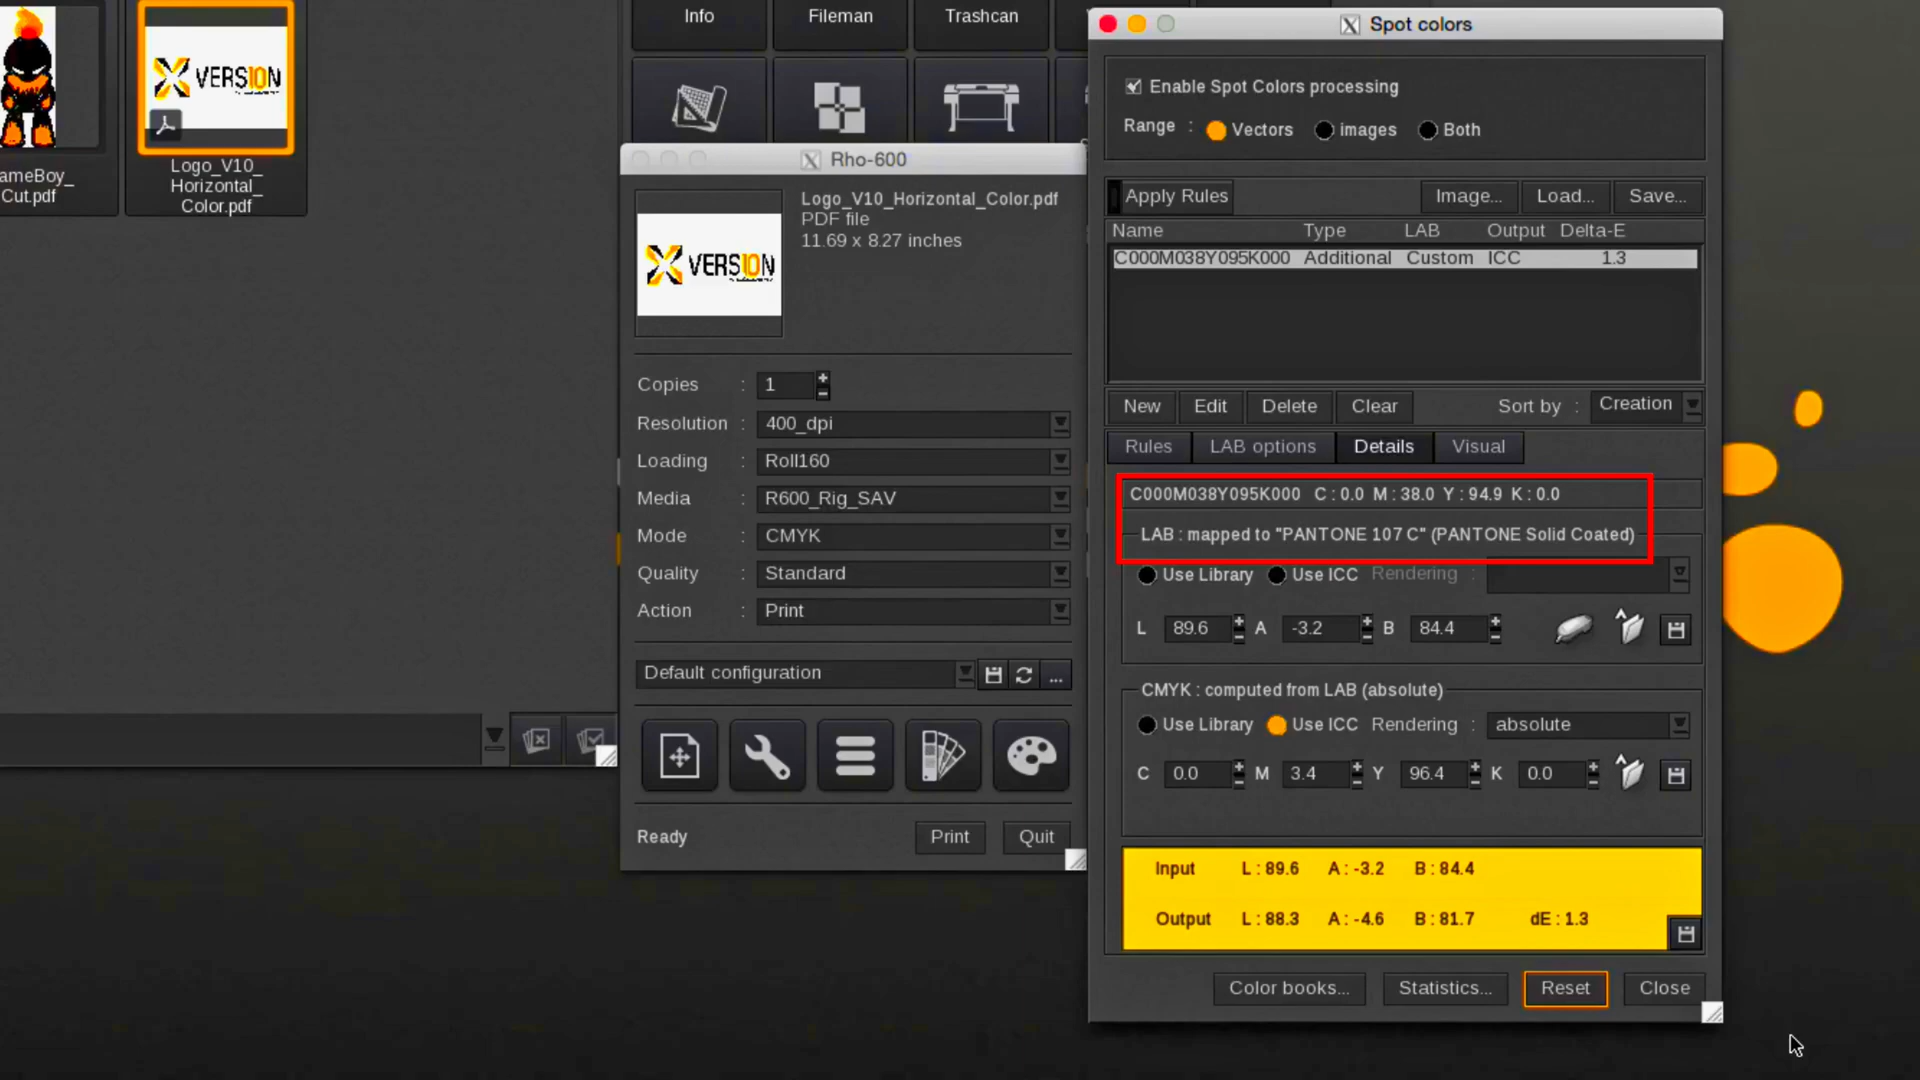 Info Fileman Trashcan
VERS10N
Logo_V10_
Horizontal_
Color.pdf
ameBoy_
Cut.pdf
Rho-600
VERS10N
Logo_V10_Horizontal_Color.pdf
PDF file
11.69 x 8.27 inches
Copies : 1
Resolution : 400_dpi
Loading : Roll160
Media : R600_Rig_SAV
Mode : CMYK
Quality : Standard
Action : Print
Default configuration ...
Ready Print Quit
Spot colors
Enable Spot Colors processing
Range : Vectors images Both
Apply Rules Image... Load... Save...
Name Type LAB Output Delta-E
C000M038Y095K000 Additional Custom ICC 1.3
New Edit Delete Clear Sort by : Creation
Rules LAB options Details Visual
C000M038Y095K000 C : 0.0 M : 38.0 Y : 94.9 K : 0.0
LAB : mapped to "PANTONE 107 C" (PANTONE Solid Coated)
Use Library Use ICC Rendering :
L 89.6 A -3.2 B 84.4
CMYK : computed from LAB (absolute)
Use Library Use ICC Rendering : absolute
C 0.0 M 3.4 Y 96.4 K 0.0
Input L : 89.6 A : -3.2 B : 84.4
Output L : 88.3 A : -4.6 B : 81.7 dE : 1.3
Color books... Statistics... Reset Close